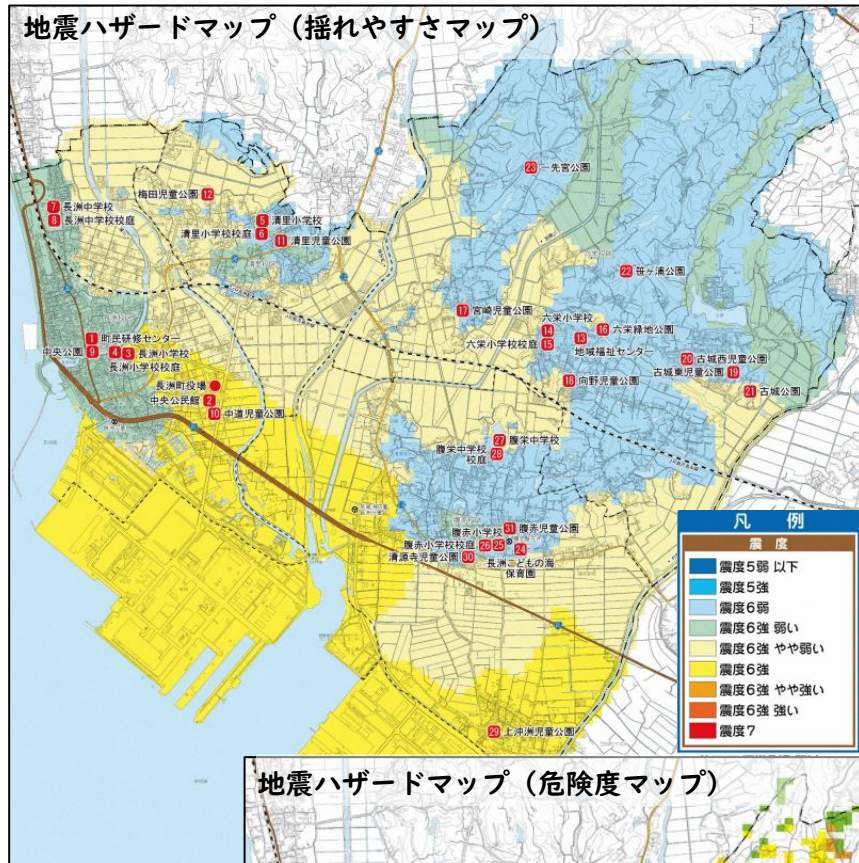 地震ハザードマップ（揺れやすさマップ）
23 一先宮公園
梅田児童公園 12
7 長洲中学校
8 長洲中学校校庭
5 清里小学校
清里小学校校庭 6
11 清里児童公園
22 笹ヶ浦公園
17 宮崎児童公園
六栄小学校
14
16 六栄緑地公園
13
六栄小学校校庭 15
地域福祉センター
1 町民研修センター
中央公園 9
4 3 長洲小学校
長洲小学校校庭
20 古城西児童公園
古城東児童公園 19
18 向野児童公園
21 古城公園
長洲町役場
中央公民館 2
10 中道児童公園
27 腹栄中学校
腹栄中学校
校庭 28
腹赤小学校 31 腹赤児童公園
腹赤小学校校庭 26 25 24
清源寺児童公園 30
長洲こどもの海
保育園
29 上沖洲児童公園
凡 例
震 度
震度5弱 以下
震度5強
震度6弱
震度6強 弱い
震度6強 やや弱い
震度6強
震度6強 やや強い
震度6強 強い
震度7
地震ハザードマップ（危険度マップ）